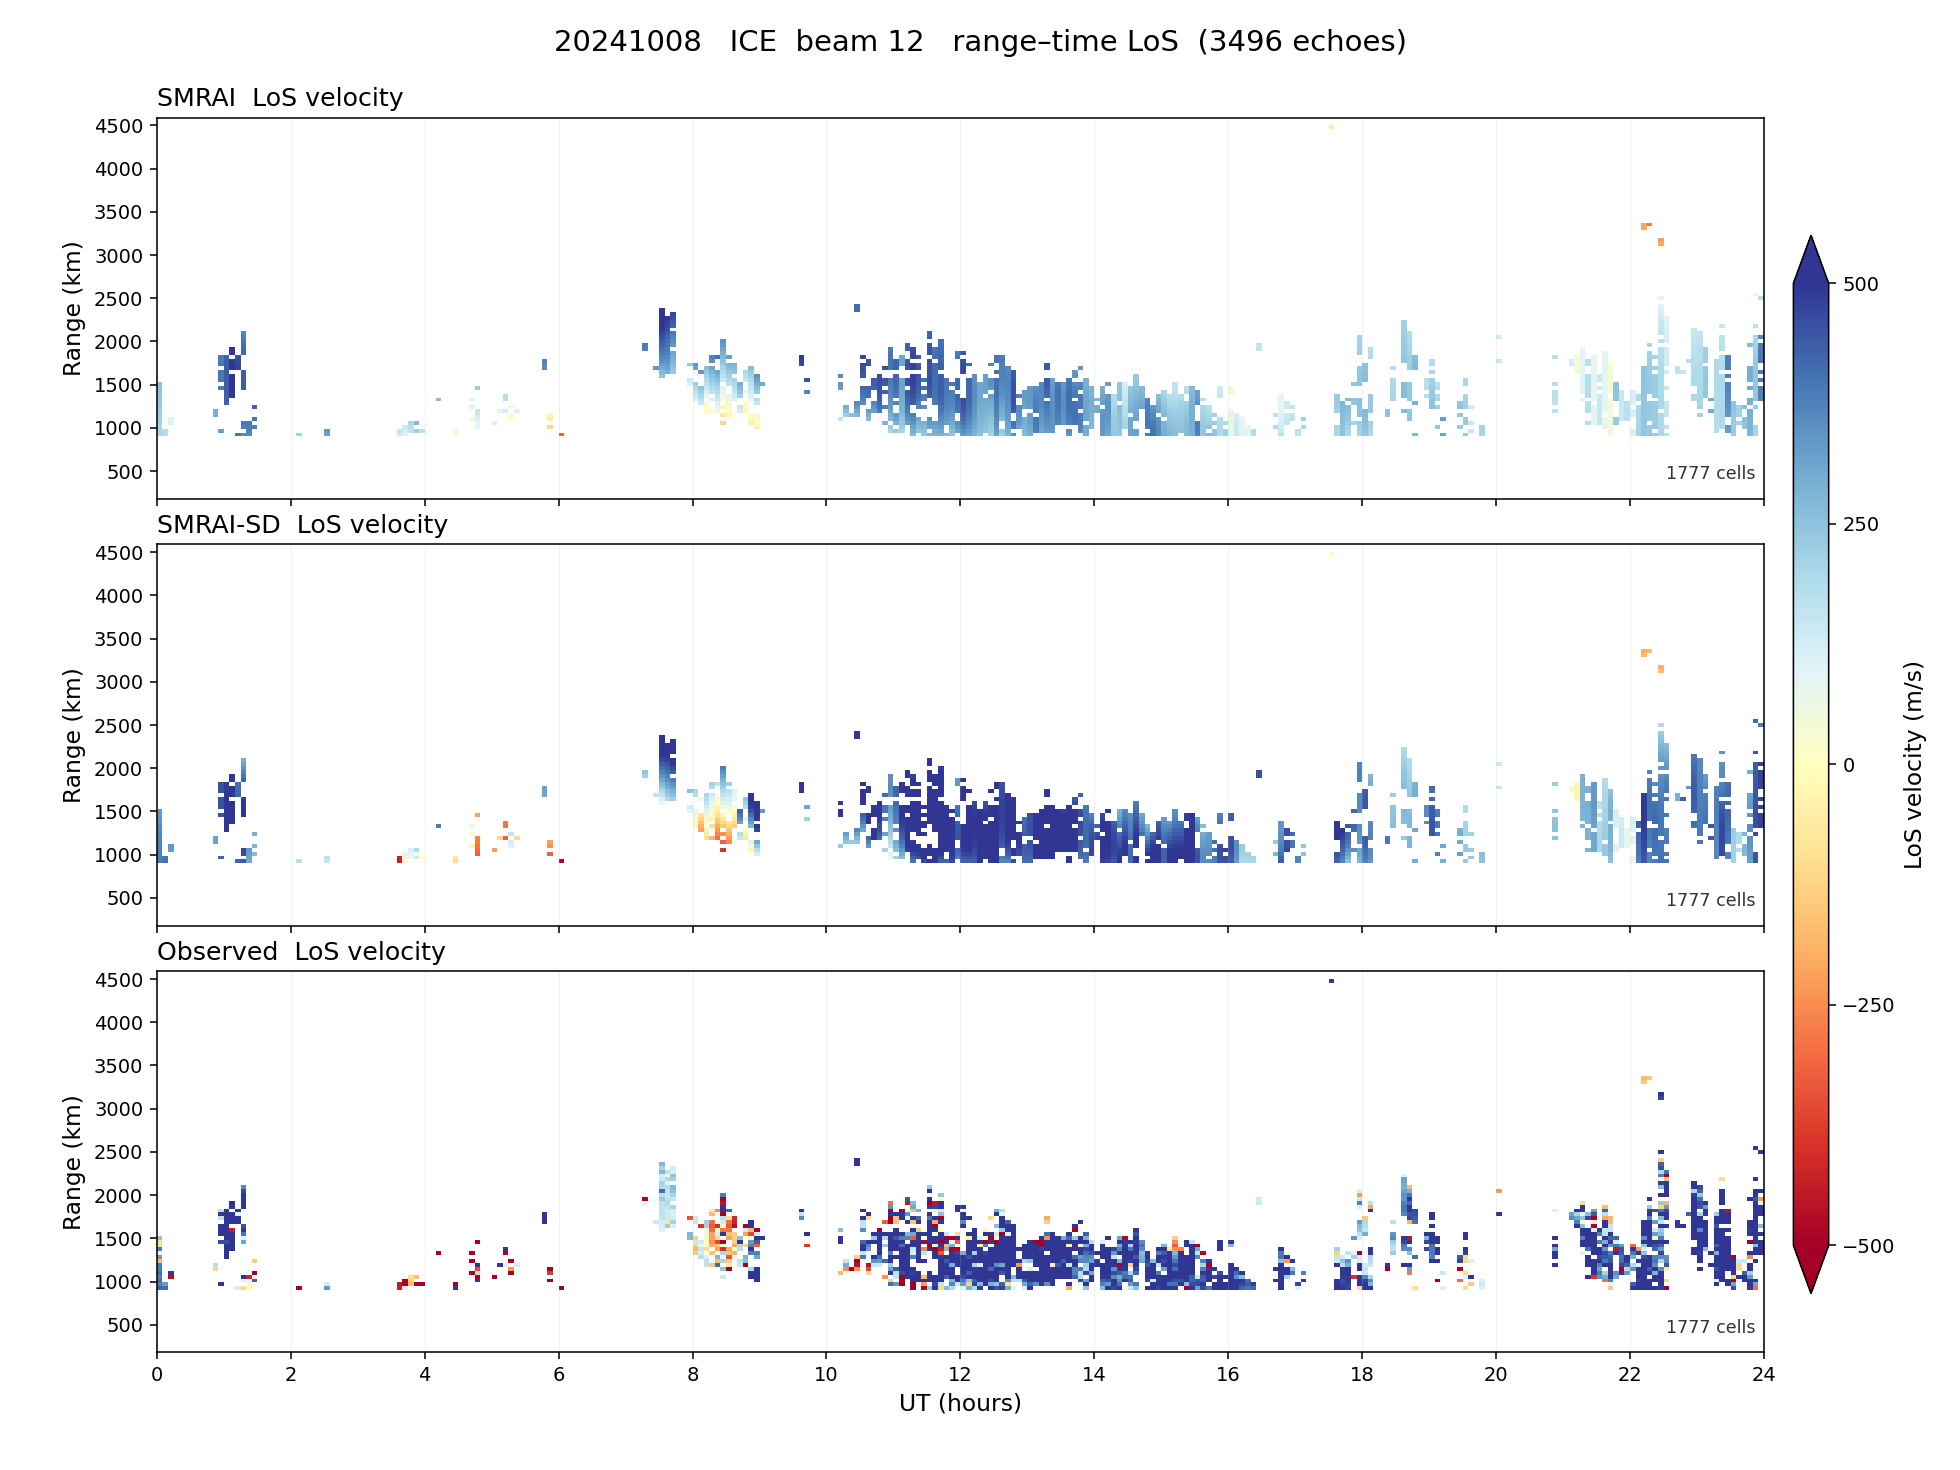 20241008   ICE  beam 12   range–time LoS  (3496 echoes)
SMRAI  LoS velocity
4500
4000
3500
3000
2500
2000
1500
1000
500
Range (km)
1777 cells
SMRAI-SD  LoS velocity
4500
4000
3500
3000
2500
2000
1500
1000
500
Range (km)
1777 cells
Observed  LoS velocity
4500
4000
3500
3000
2500
2000
1500
1000
500
Range (km)
1777 cells
0 2 4 6 8 10 12 14 16 18 20 22 24
UT (hours)
500
250
0
−250
−500
LoS velocity (m/s)